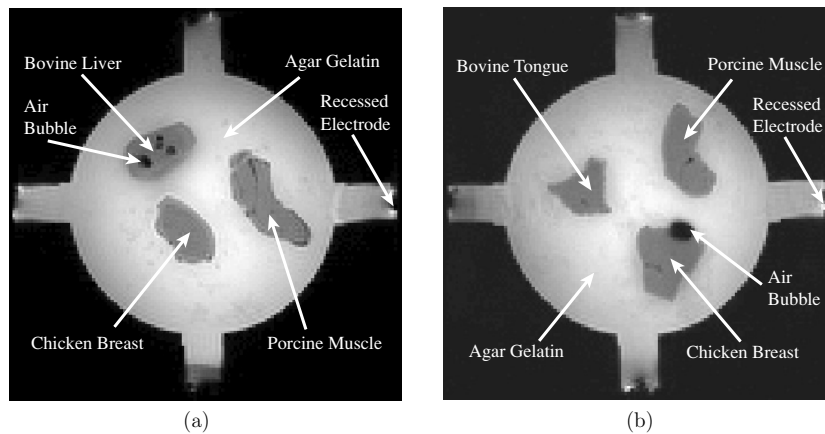 Bovine Liver
Agar Gelatin
Air
Bubble
Recessed
Electrode
Chicken Breast
Porcine Muscle
(a)
Bovine Tongue
Porcine Muscle
Recessed
Electrode
Air
Bubble
Agar Gelatin
Chicken Breast
(b)